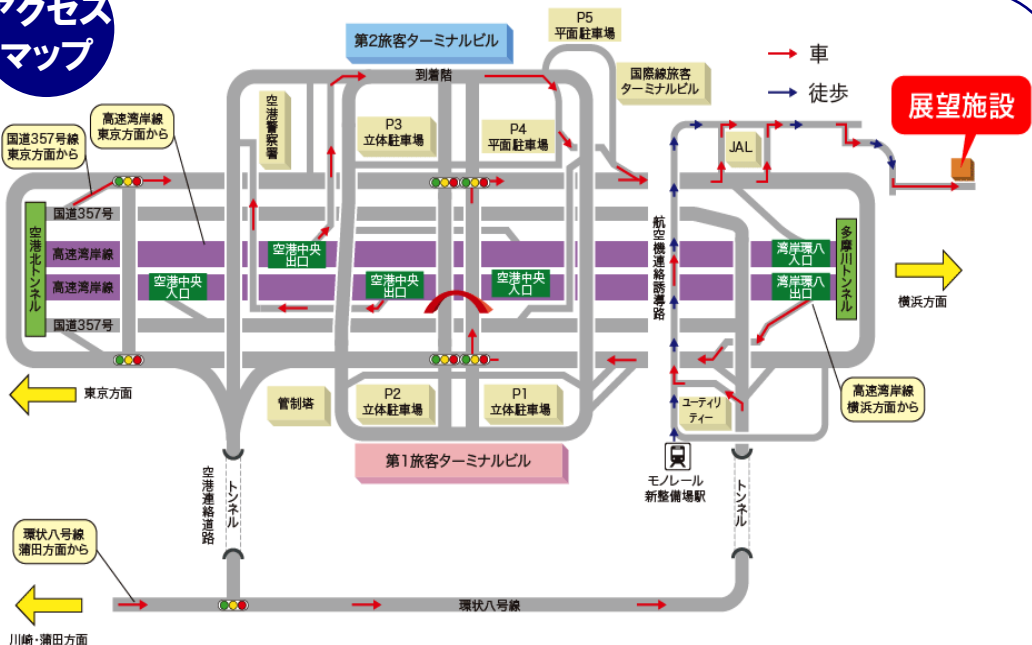 アクセス
マップ
P5
平面駐車場
第2旅客ターミナルビル
到着階
国際線旅客
ターミナルビル
車
徒歩
展望施設
高速湾岸線
東京方面から
国道357号線
東京方面から
空港警察署
P3
立体駐車場
P4
平面駐車場
JAL
国道357号
高速湾岸線
高速湾岸線
国道357号
空港北トンネル
空港中央
出口
空港中央
入口
空港中央
出口
空港中央
入口
航空機連絡誘導路
湾岸環八
入口
湾岸環八
出口
多摩川トンネル
横浜方面
東京方面
管制塔
P2
立体駐車場
P1
立体駐車場
ユーティリ
ティー
高速湾岸線
横浜方面から
第1旅客ターミナルビル
モノレール
新整備場駅
空港連絡道路
トンネル
トンネル
環状八号線
蒲田方面から
環状八号線
川崎・蒲田方面